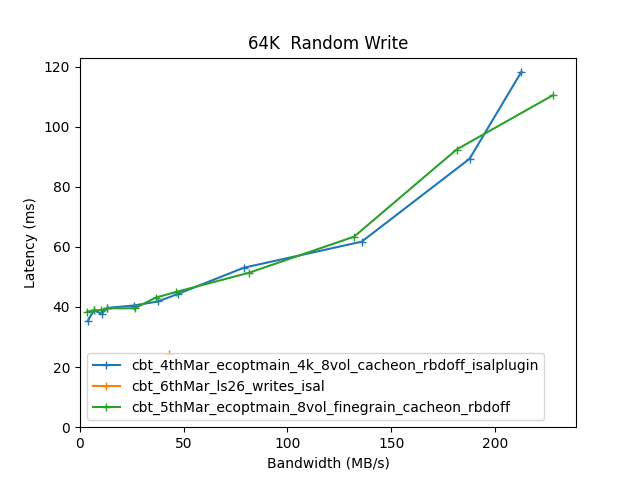 64K  Random Write
120
100
80
60
40
20
0
Latency (ms)
cbt_4thMar_ecoptmain_4k_8vol_cacheon_rbdoff_isalplugin
cbt_6thMar_ls26_writes_isal
cbt_5thMar_ecoptmain_8vol_finegrain_cacheon_rbdoff
0 50 100 150 200
Bandwidth (MB/s)